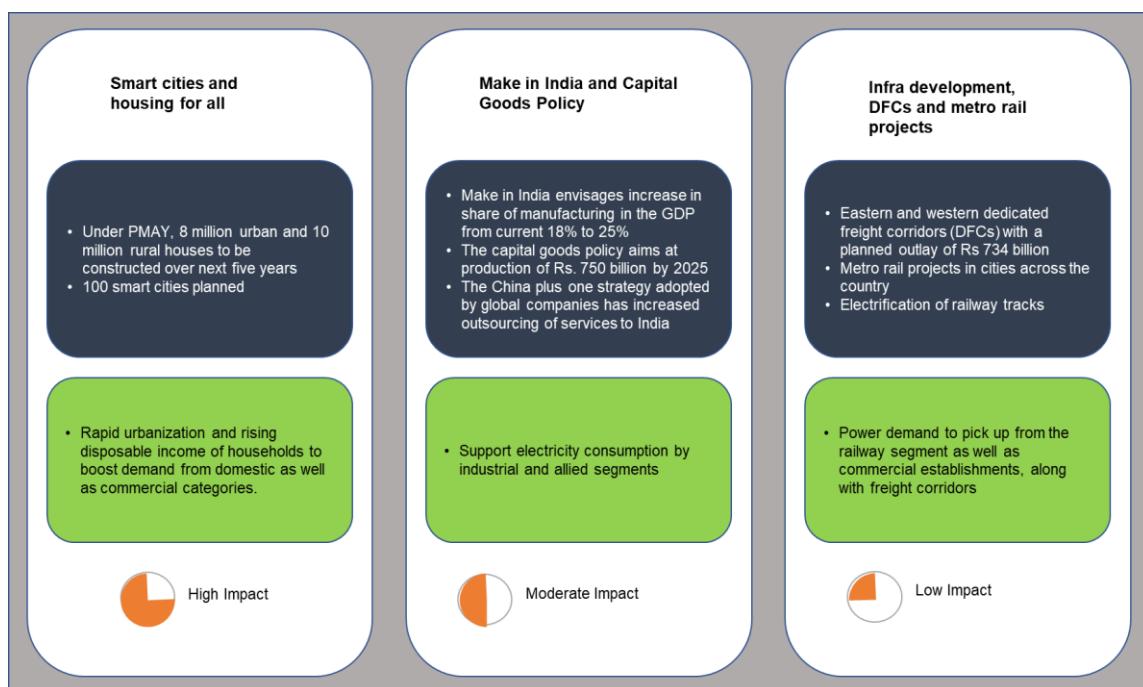 Smart cities and
housing for all
• Under PMAY, 8 million urban and 10
million rural houses to be
constructed over next five years
• 100 smart cities planned
• Rapid urbanization and rising
disposable income of households to
boost demand from domestic as well
as commercial categories.
High Impact
Make in India and Capital
Goods Policy
• Make in India envisages increase in
share of manufacturing in the GDP
from current 18% to 25%
• The capital goods policy aims at
production of Rs. 750 billion by 2025
• The China plus one strategy adopted
by global companies has increased
outsourcing of services to India
• Support electricity consumption by
industrial and allied segments
Moderate Impact
Infra development,
DFCs and metro rail
projects
• Eastern and western dedicated
freight corridors (DFCs) with a
planned outlay of Rs 734 billion
• Metro rail projects in cities across the
country
• Electrification of railway tracks
• Power demand to pick up from the
railway segment as well as
commercial establishments, along
with freight corridors
Low Impact